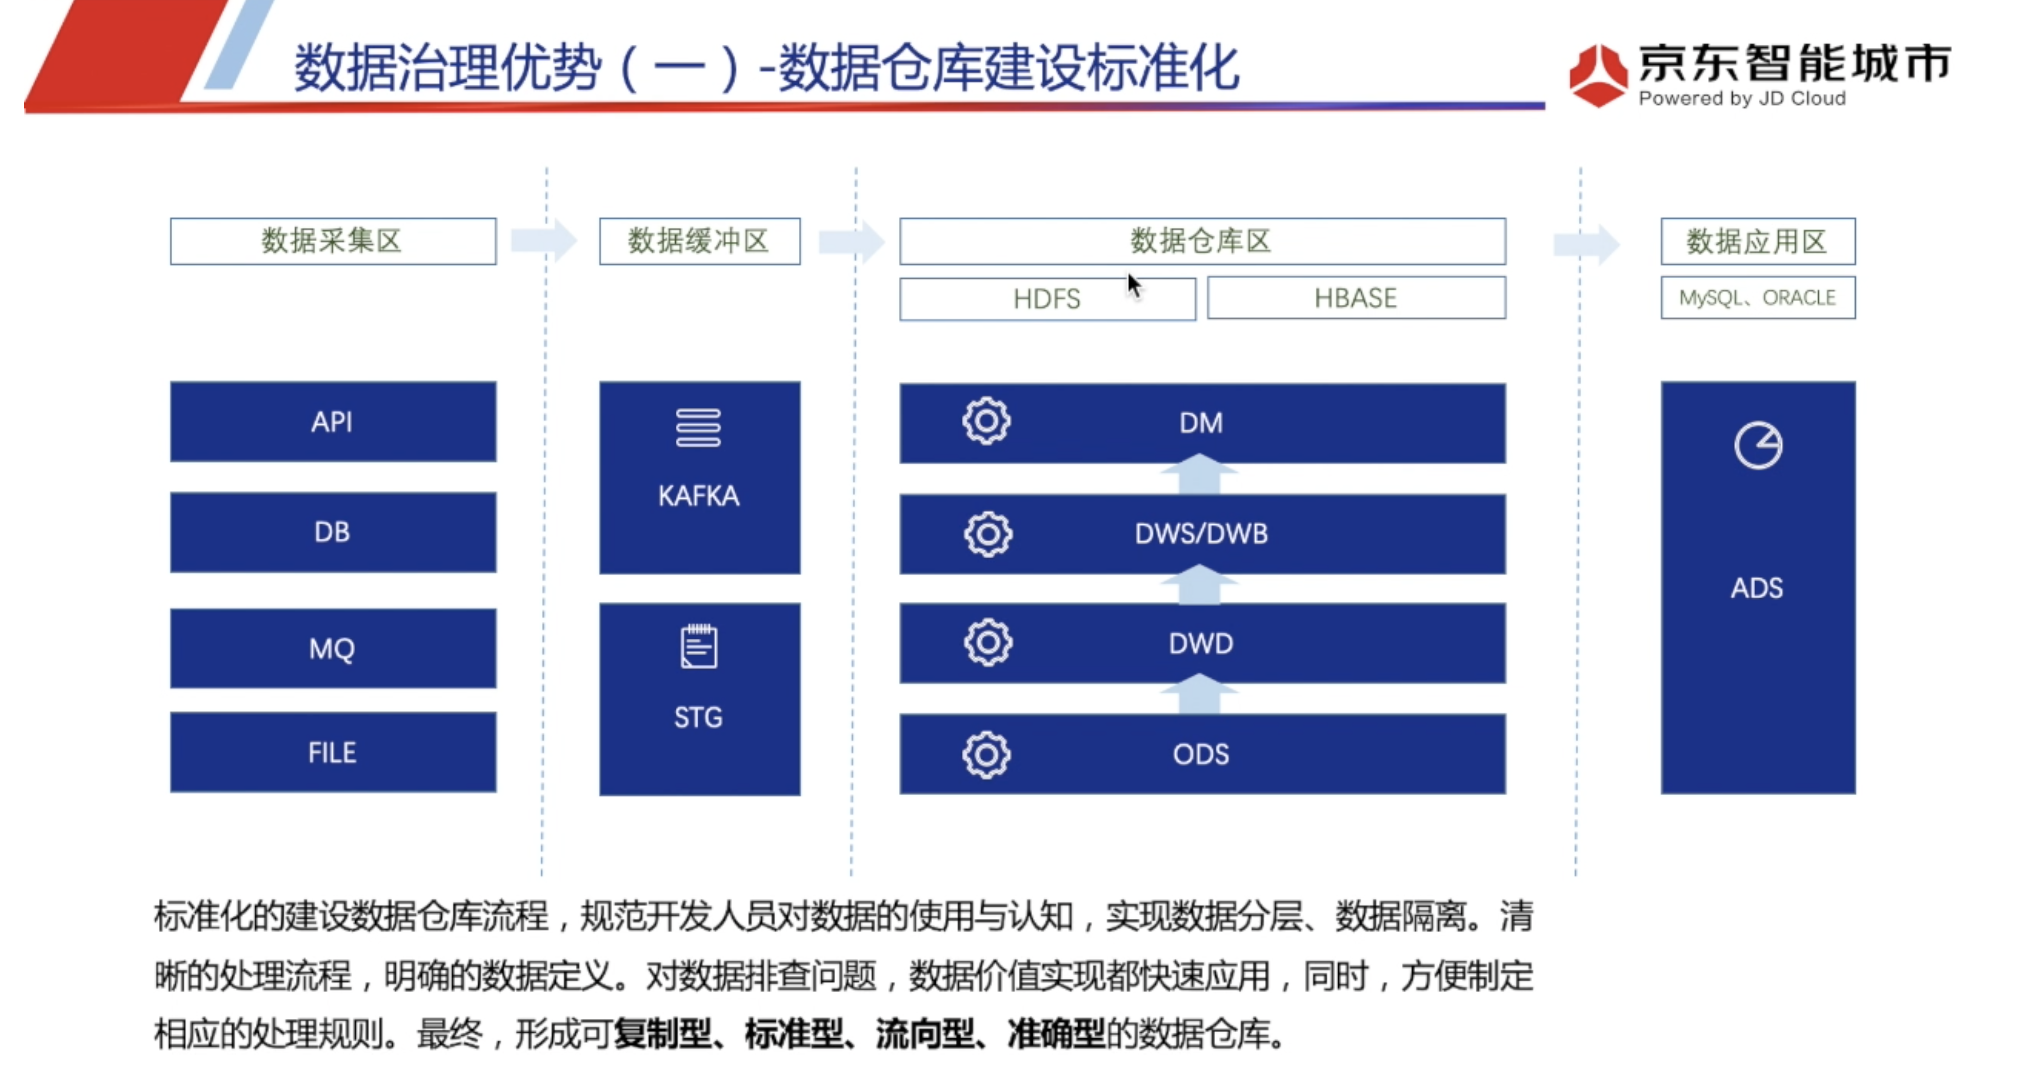 数据治理优势（一）-数据仓库建设标准化
京东智能城市
Powered by JD Cloud
数据采集区
数据缓冲区
数据仓库区
数据应用区
HDFS
HBASE
MySQL、ORACLE
API
DB
MQ
FILE
KAFKA
STG
DM
DWS/DWB
DWD
ODS
ADS
标准化的建设数据仓库流程，规范开发人员对数据的使用与认知，实现数据分层、数据隔离。清
晰的处理流程，明确的数据定义。对数据排查问题，数据价值实现都快速应用，同时，方便制定
相应的处理规则。最终，形成可复制型、标准型、流向型、准确型的数据仓库。